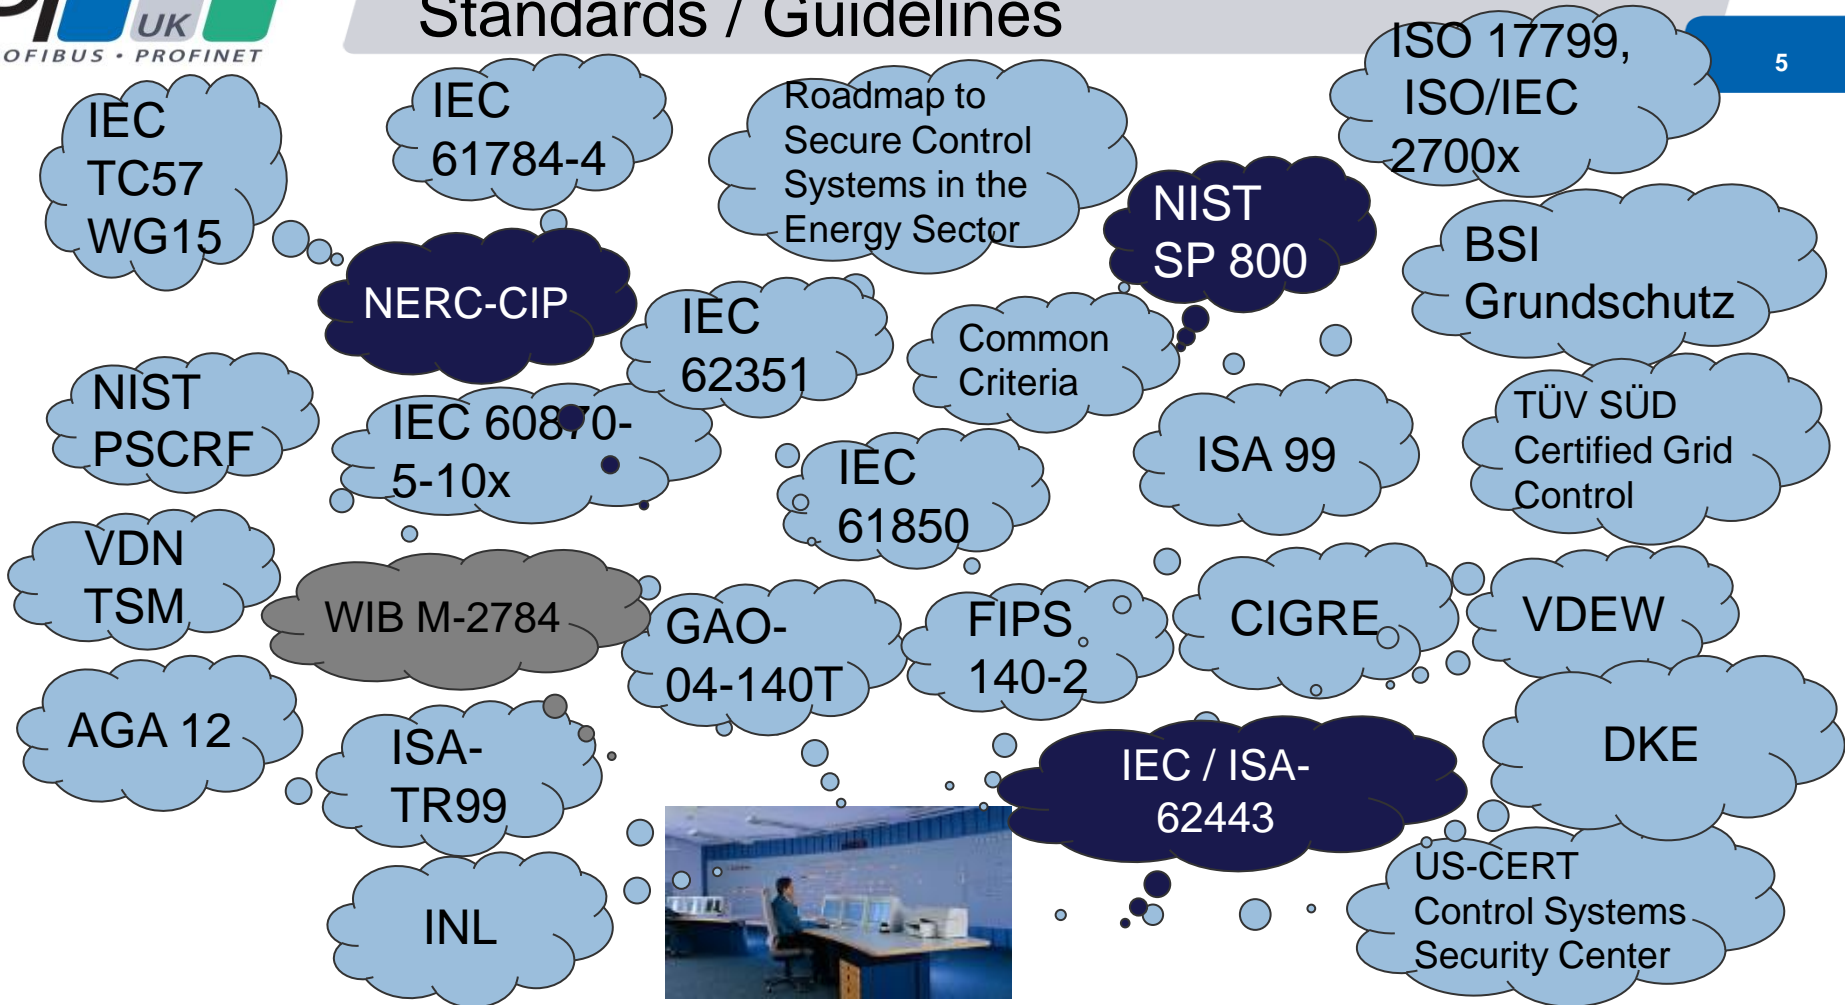 UK
OFIBUS • PROFINET
Standards / Guidelines
5
IEC
TC57
WG15
IEC
61784-4
Roadmap to
Secure Control
Systems in the
Energy Sector
ISO 17799,
ISO/IEC
2700x
NIST
SP 800
BSI
Grundschutz
NERC-CIP
IEC
62351
Common
Criteria
NIST
PSCRF
IEC 60870-
5-10x
IEC
61850
ISA 99
TÜV SÜD
Certified Grid
Control
VDN
TSM
WIB M-2784
GAO-
04-140T
FIPS
140-2
CIGRE
VDEW
AGA 12
ISA-
TR99
IEC / ISA-
62443
DKE
INL
US-CERT
Control Systems
Security Center